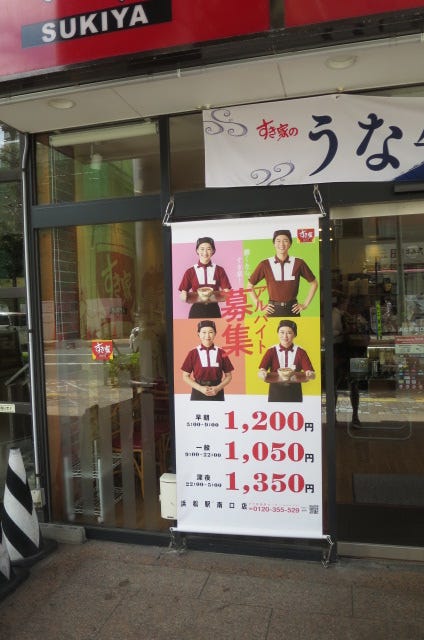 SUKIYA
すき家の
うな
すき家
アルバイト
募集
早朝
5:00-9:00
1,200円
一般
9:00-22:00
1,050円
深夜
22:00-5:00
1,350円
浜松駅南口店
0120-355-529